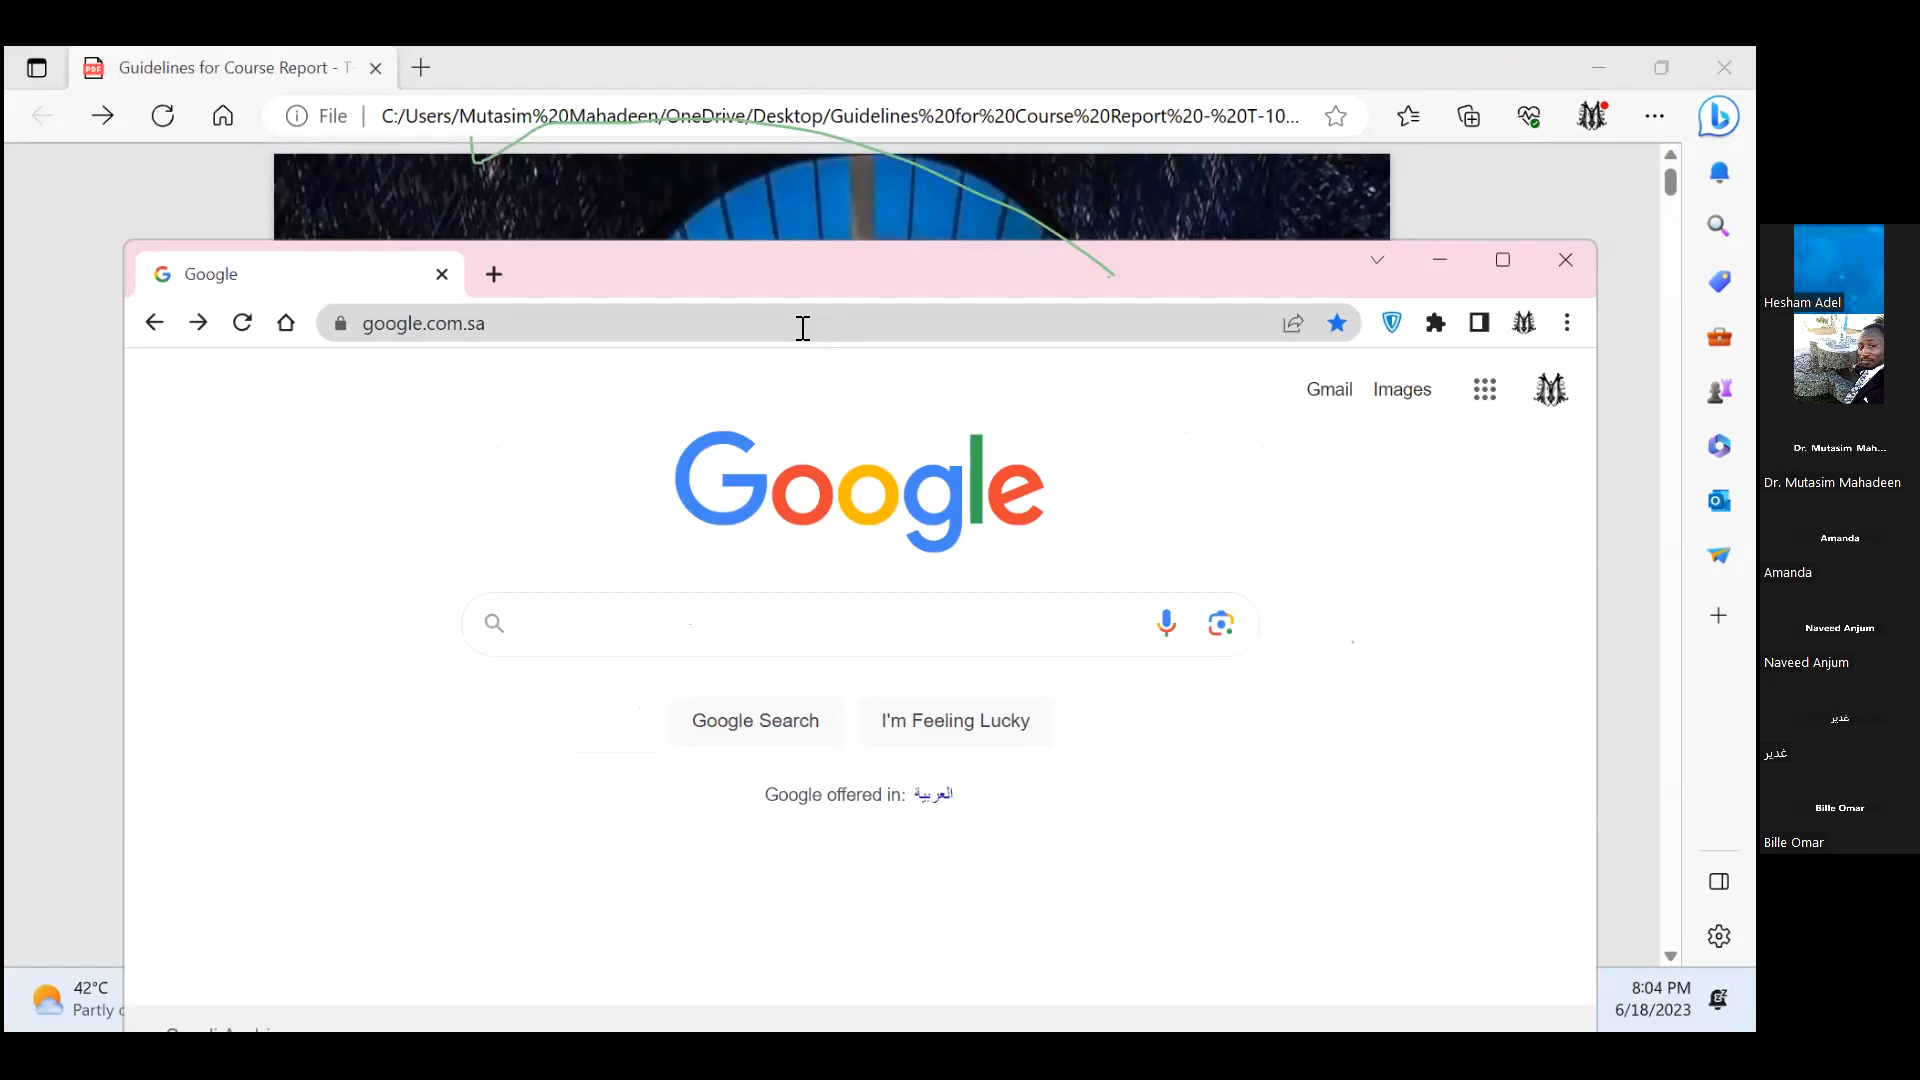 Guidelines for Course Report - T-
File
C:/Users/Mutasim%20Mahadeen/OneDrive/Desktop/Guidelines%20for%20Course%20Report%20-%20T-10...
Google
google.com.sa
Gmail Images
Google
Google Search I'm Feeling Lucky
Google offered in: العربية
42°C
Partly c
8:04 PM
6/18/2023
Hesham Adel
Dr. Mutasim Mah...
Dr. Mutasim Mahadeen
Amanda
Amanda
Naveed Anjum
Naveed Anjum
غدير
غدير
Bille Omar
Bille Omar